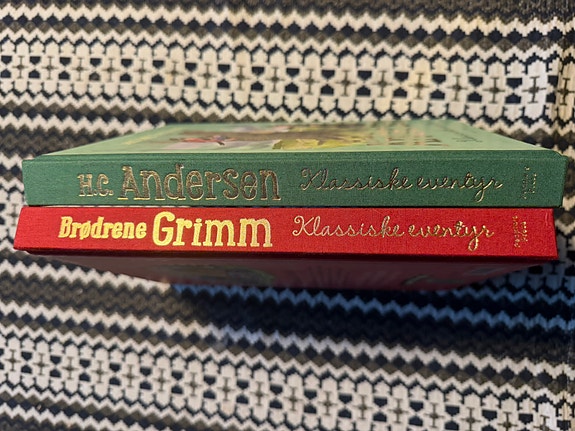 H.C. Andersen Klassiske eventyr
Brødrene Grimm Klassiske eventyr